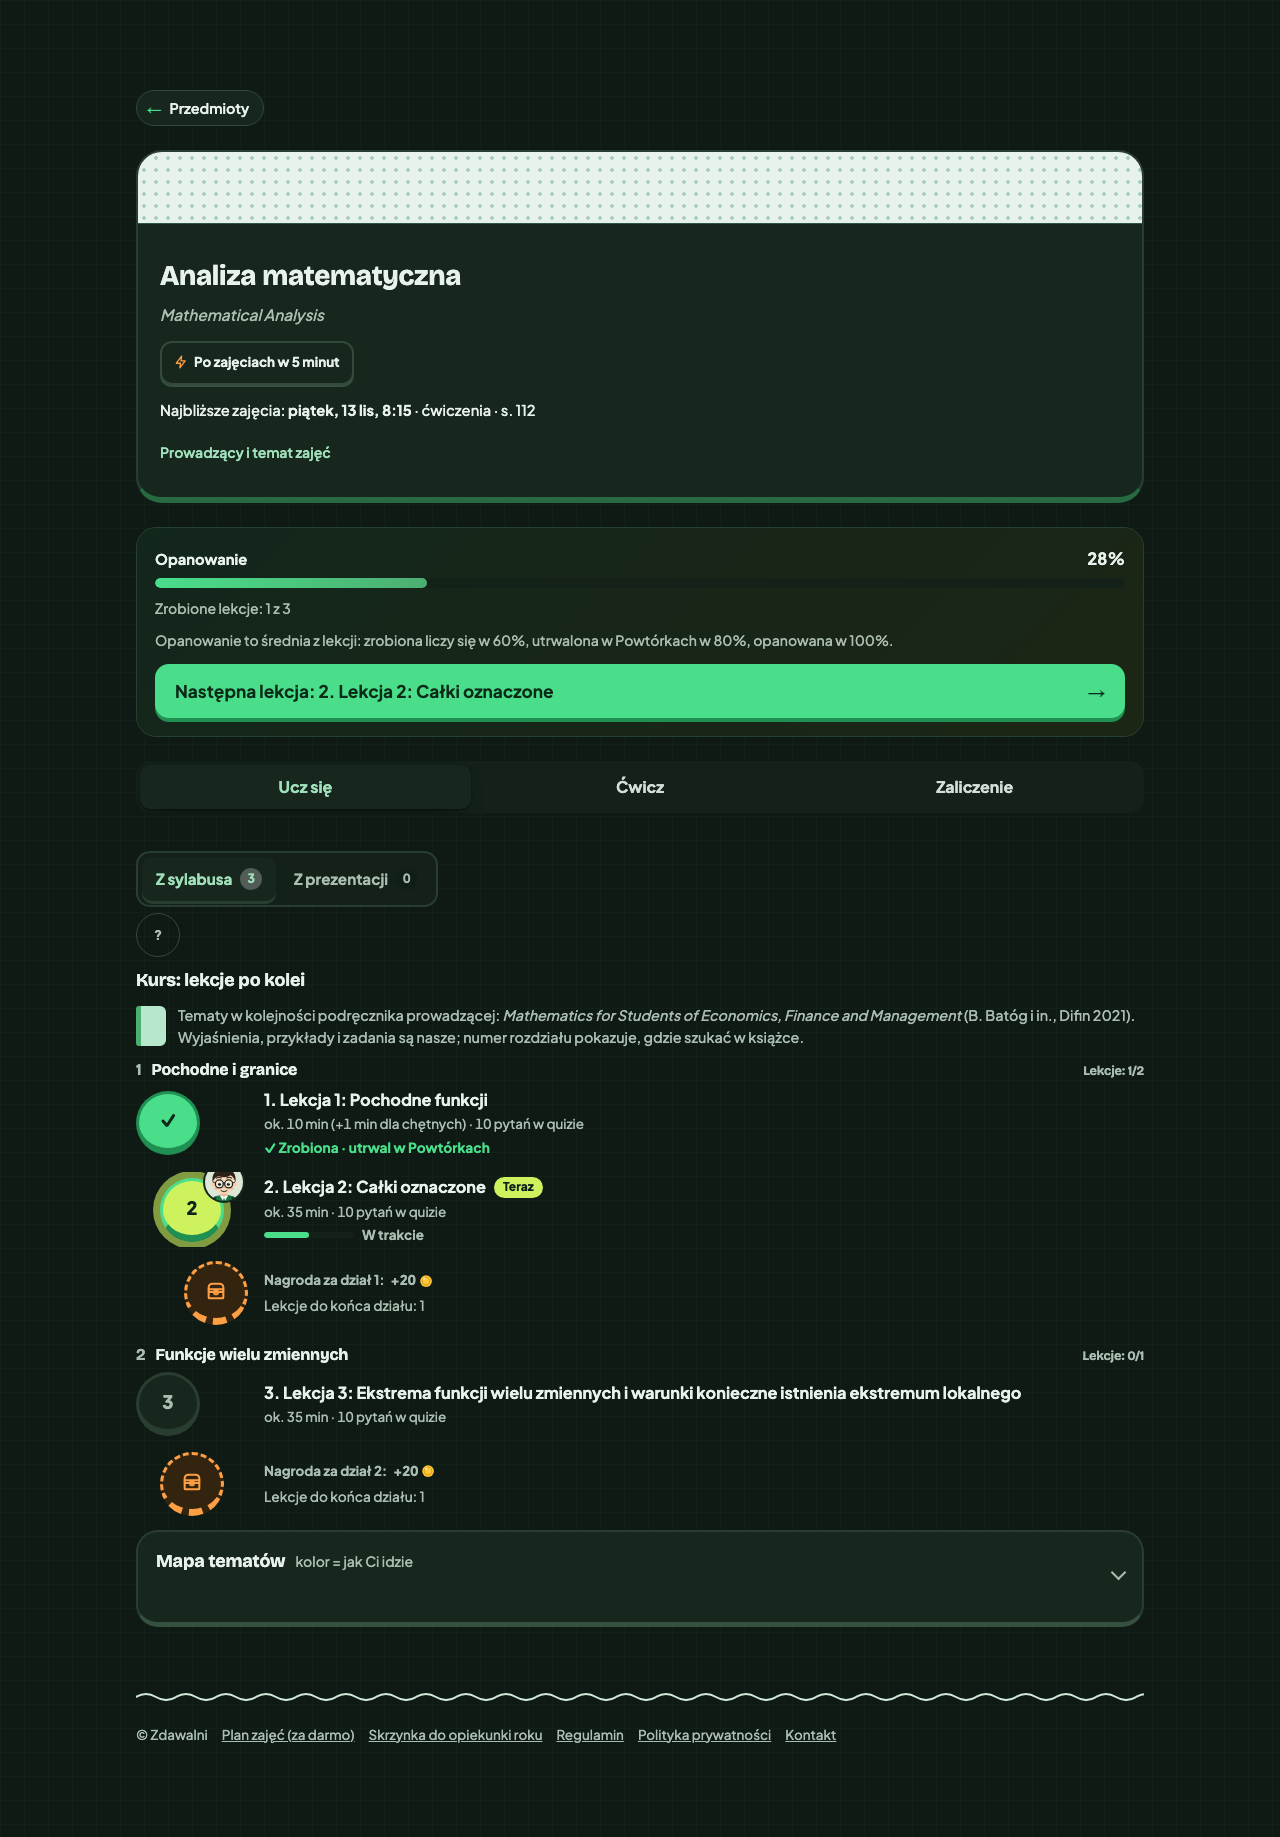 ← Przedmioty
Analiza matematyczna
Mathematical Analysis
Po zajęciach w 5 minut
Najbliższe zajęcia: piątek, 13 lis, 8:15 · ćwiczenia · s. 112
Prowadzący i temat zajęć
Opanowanie 28%
Zrobione lekcje: 1 z 3
Opanowanie to średnia z lekcji: zrobiona liczy się w 60%, utrwalona w Powtórkach w 80%, opanowana w 100%.
Następna lekcja: 2. Lekcja 2: Całki oznaczone →
Ucz się Ćwicz Zaliczenie
Z sylabusa 3 Z prezentacji 0
?
Kurs: lekcje po kolei
Tematy w kolejności podręcznika prowadzącej: Mathematics for Students of Economics, Finance and Management (B. Batóg i in., Difin 2021).
Wyjaśnienia, przykłady i zadania są nasze; numer rozdziału pokazuje, gdzie szukać w książce.
1 Pochodne i granice Lekcje: 1/2
1. Lekcja 1: Pochodne funkcji
ok. 10 min (+1 min dla chętnych) · 10 pytań w quizie
✓ Zrobiona · utrwal w Powtórkach
2
2. Lekcja 2: Całki oznaczone Teraz
ok. 35 min · 10 pytań w quizie
W trakcie
Nagroda za dział 1: +20
Lekcje do końca działu: 1
2 Funkcje wielu zmiennych Lekcje: 0/1
3
3. Lekcja 3: Ekstrema funkcji wielu zmiennych i warunki konieczne istnienia ekstremum lokalnego
ok. 35 min · 10 pytań w quizie
Nagroda za dział 2: +20
Lekcje do końca działu: 1
Mapa tematów kolor = jak Ci idzie
© Zdawalni Plan zajęć (za darmo) Skrzynka do opiekunki roku Regulamin Polityka prywatności Kontakt